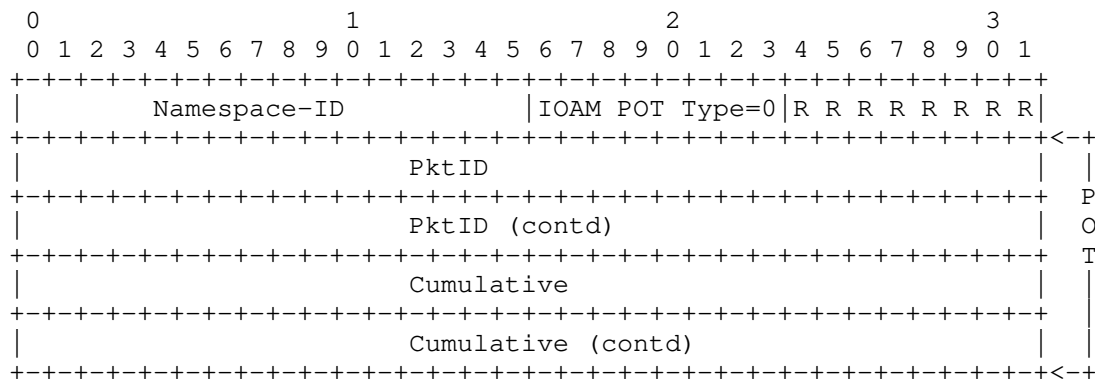 0                   1                   2                   3
0 1 2 3 4 5 6 7 8 9 0 1 2 3 4 5 6 7 8 9 0 1 2 3 4 5 6 7 8 9 0 1
+-+-+-+-+-+-+-+-+-+-+-+-+-+-+-+-+-+-+-+-+-+-+-+-+-+-+-+-+-+-+-+-+
|        Namespace-ID           |IOAM POT Type=0|R R R R R R R R|
+-+-+-+-+-+-+-+-+-+-+-+-+-+-+-+-+-+-+-+-+-+-+-+-+-+-+-+-+-+-+-+-+<-+
|                        PktID                                  |  |
+-+-+-+-+-+-+-+-+-+-+-+-+-+-+-+-+-+-+-+-+-+-+-+-+-+-+-+-+-+-+-+-+  P
|                        PktID (contd)                          |  O
+-+-+-+-+-+-+-+-+-+-+-+-+-+-+-+-+-+-+-+-+-+-+-+-+-+-+-+-+-+-+-+-+  T
|                        Cumulative                             |  |
+-+-+-+-+-+-+-+-+-+-+-+-+-+-+-+-+-+-+-+-+-+-+-+-+-+-+-+-+-+-+-+-+  |
|                        Cumulative (contd)                     |  |
+-+-+-+-+-+-+-+-+-+-+-+-+-+-+-+-+-+-+-+-+-+-+-+-+-+-+-+-+-+-+-+-+<-+